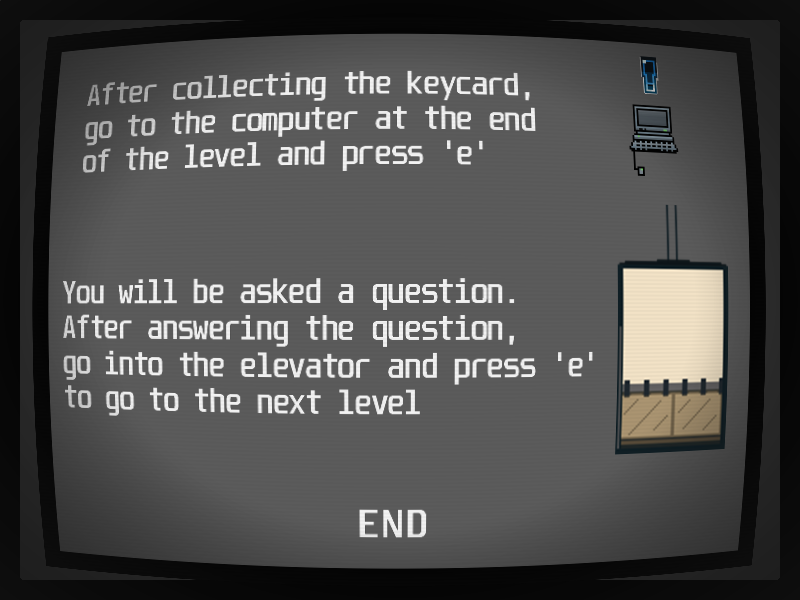 After collecting the keycard,
go to the computer at the end
of the level and press 'e'
You will be asked a question.
After answering the question,
go into the elevator and press 'e'
to go to the next level
END